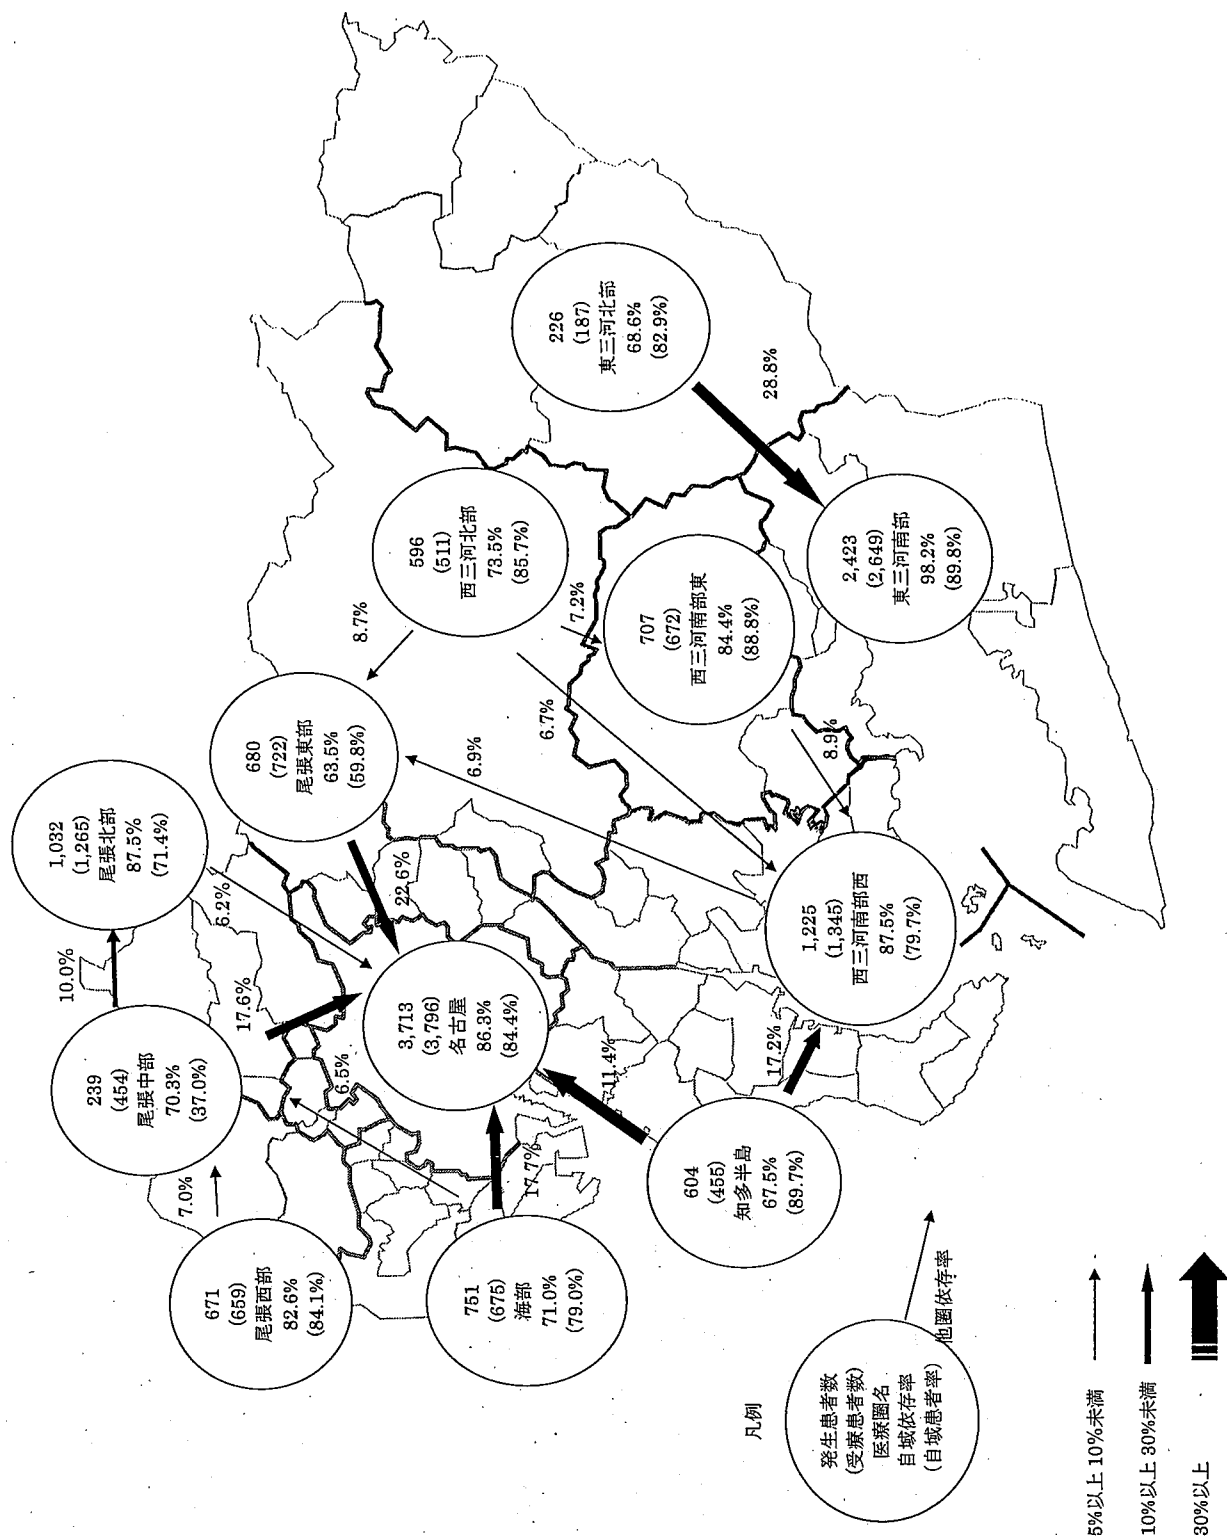 671
(659)
尾張西部
82.6%
(84.1%)
7.0%
239
(454)
尾張中部
70.3%
(37.0%)
10.0%
1,032
(1,265)
尾張北部
87.5%
(71.4%)
6.2%
17.6%
680
(722)
尾張東部
63.5%
(59.8%)
22.6%
8.7%
596
(511)
西三河北部
73.5%
(85.7%)
7.2%
6.7%
6.9%
226
(187)
東三河北部
68.6%
(82.9%)
28.8%
751
(675)
海部
71.0%
(79.0%)
6.5%
17.7%
3,713
(3,796)
名古屋
86.3%
(84.4%)
11.4%
707
(672)
西三河南部東
84.4%
(88.8%)
8.9%
604
(455)
知多半島
67.5%
(89.7%)
17.2%
1,225
(1,345)
西三河南部西
87.5%
(79.7%)
2,423
(2,649)
東三河南部
98.2%
(89.8%)
凡例
発生患者数
(受療患者数)
医療圏名
自域依存率
(自域患者率)
他圏依存率
5%以上 10%未満
10%以上 30%未満
30%以上